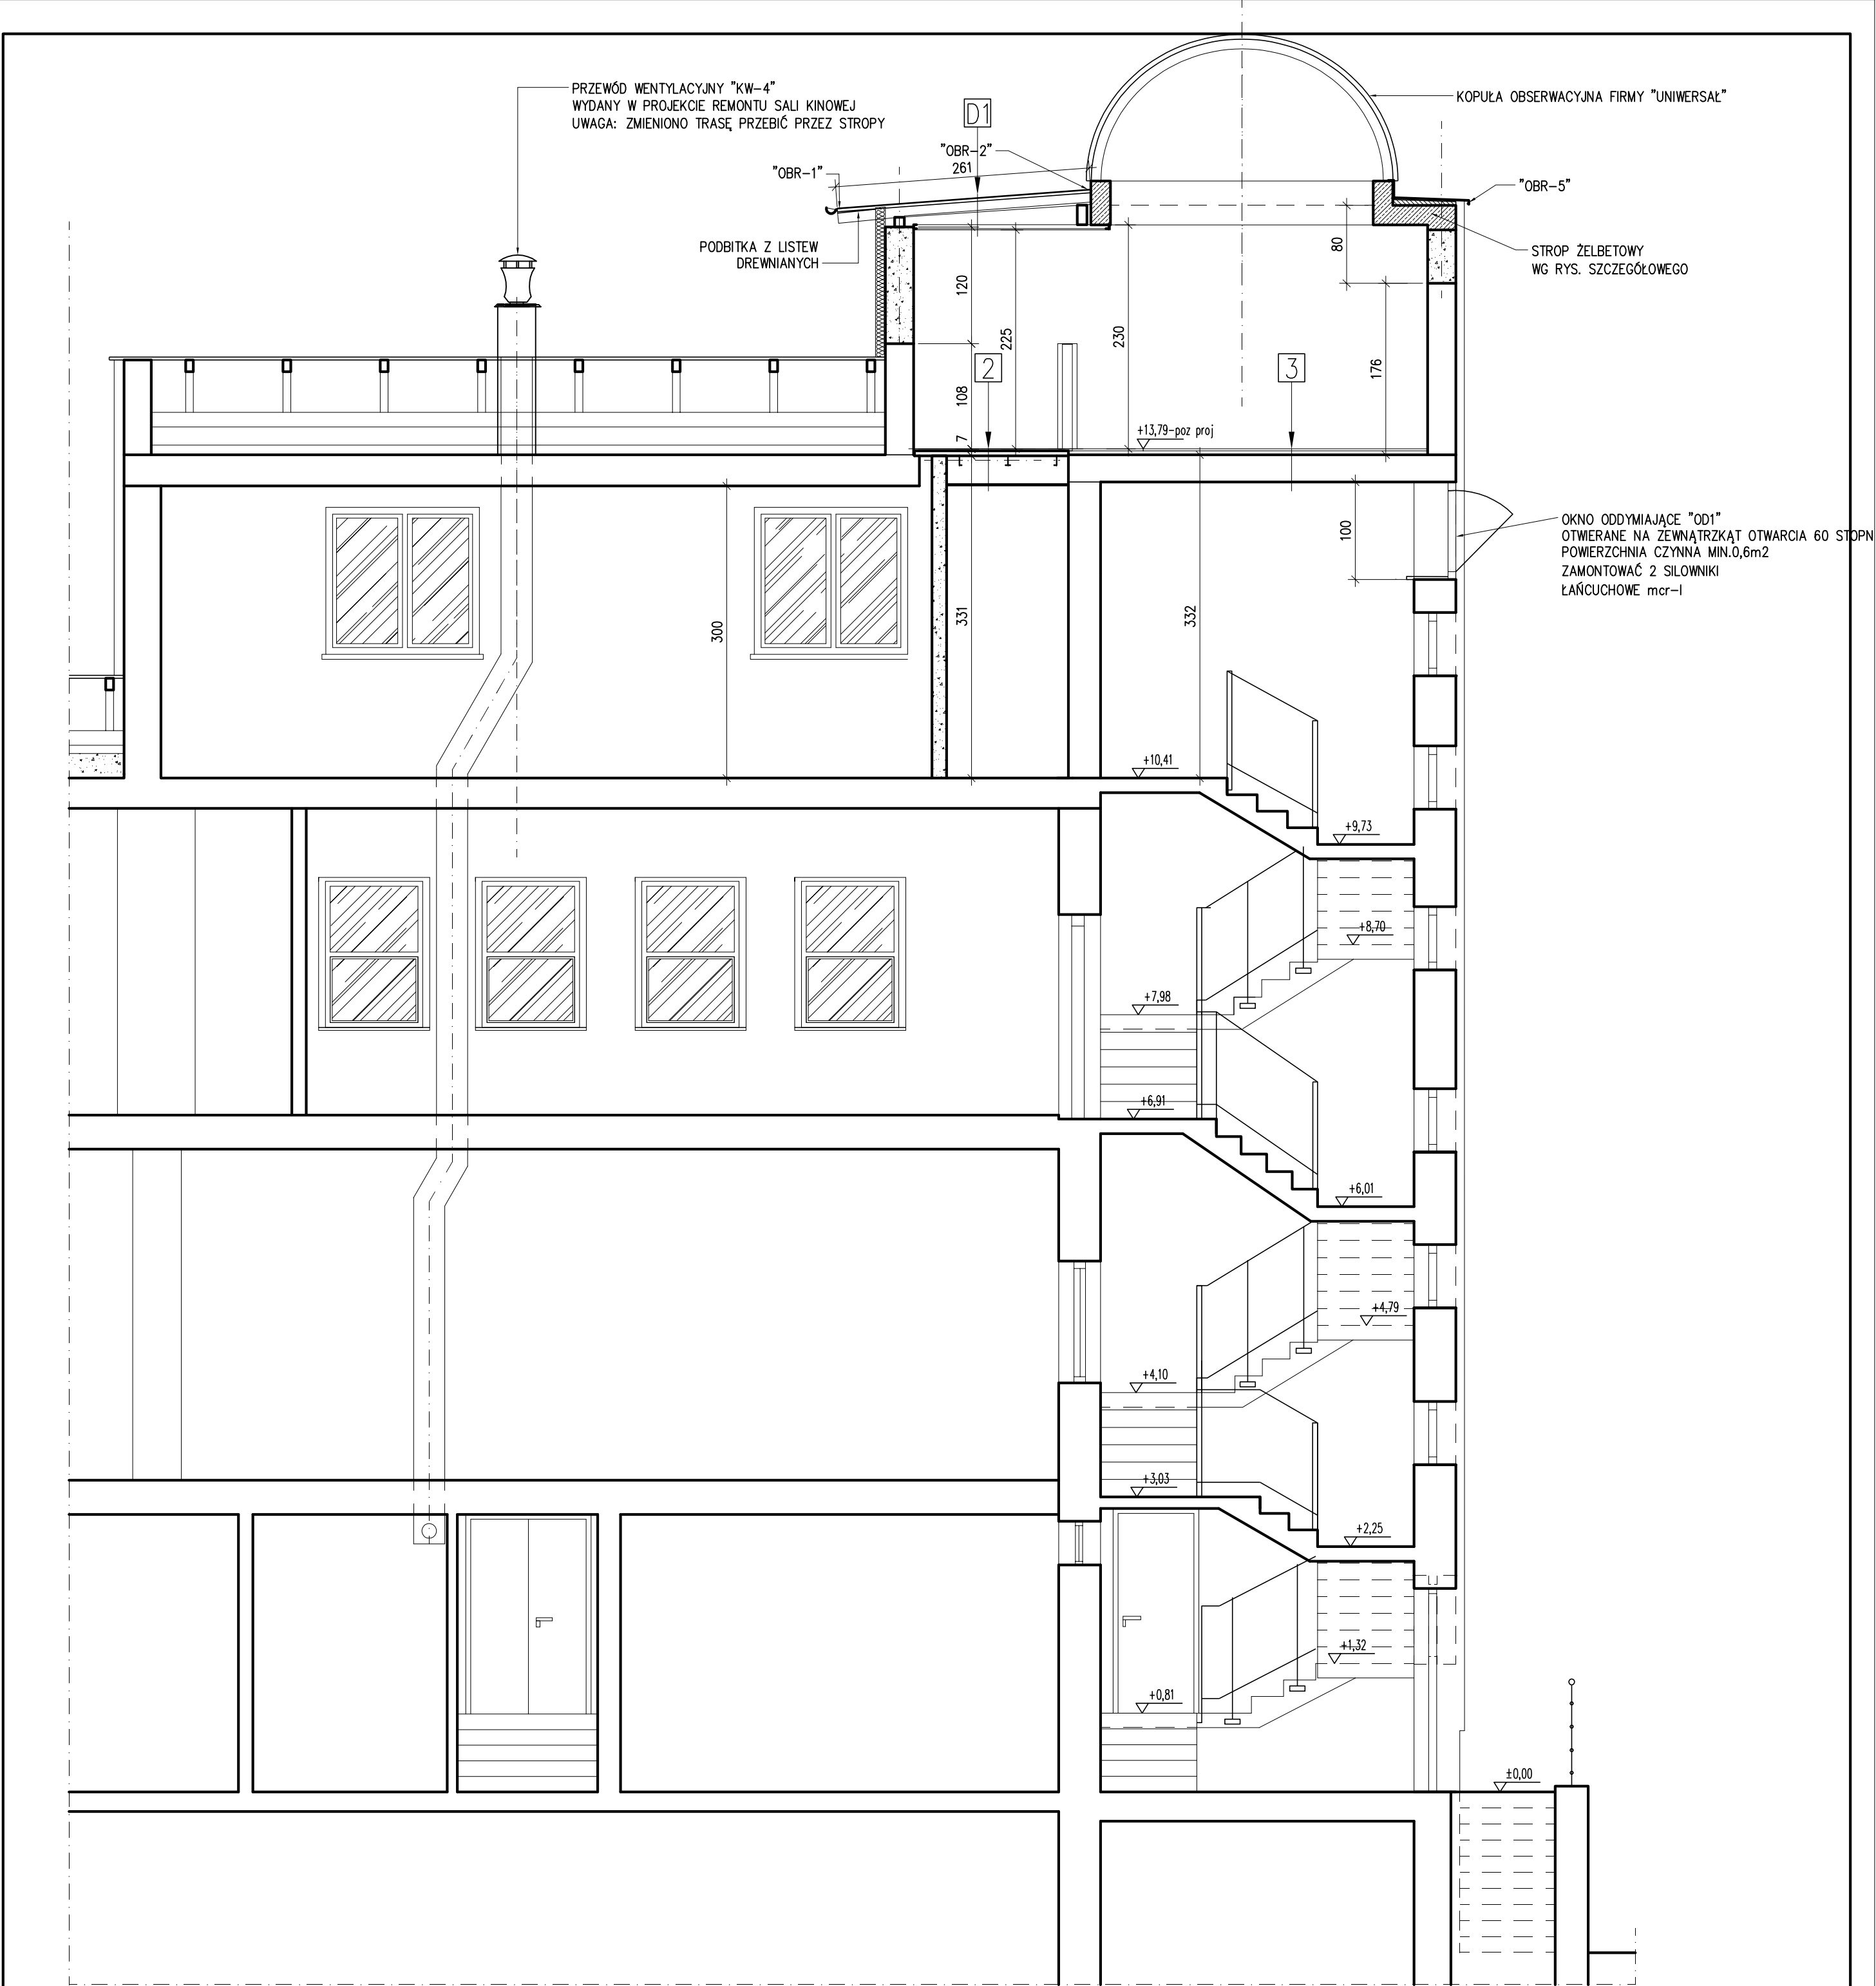 PRZEWÓD WENTYLACYJNY "KW-4"
WYDANY W PROJEKCIE REMONTU SALI KINOWEJ
UWAGA: ZMIENIONO TRASĘ PRZEBIĆ PRZEZ STROPY
KOPUŁA OBSERWACYJNA FIRMY "UNIWERSAŁ"
D1
"OBR-2"
261
"OBR-1"
"OBR-5"
PODBITKA Z LISTEW
DREWNIANYCH
STROP ŻELBETOWY
WG RYS. SZCZEGÓŁOWEGO
80
120
225
230
176
108
2
3
7
+13,79-poz proj
OKNO ODDYMIAJĄCE "OD1"
OTWIERANE NA ZEWNĄTRZKĄT OTWARCIA 60 STOPN
POWIERZCHNIA CZYNNA MIN.0,6m2
ZAMONTOWAĆ 2 SILOWNIKI
ŁAŃCUCHOWE mcr-I
100
300
331
332
+10,41
+9,73
+8,70
+7,98
+6,91
+6,01
+4,79
+4,10
+3,03
+2,25
+1,32
+0,81
±0,00